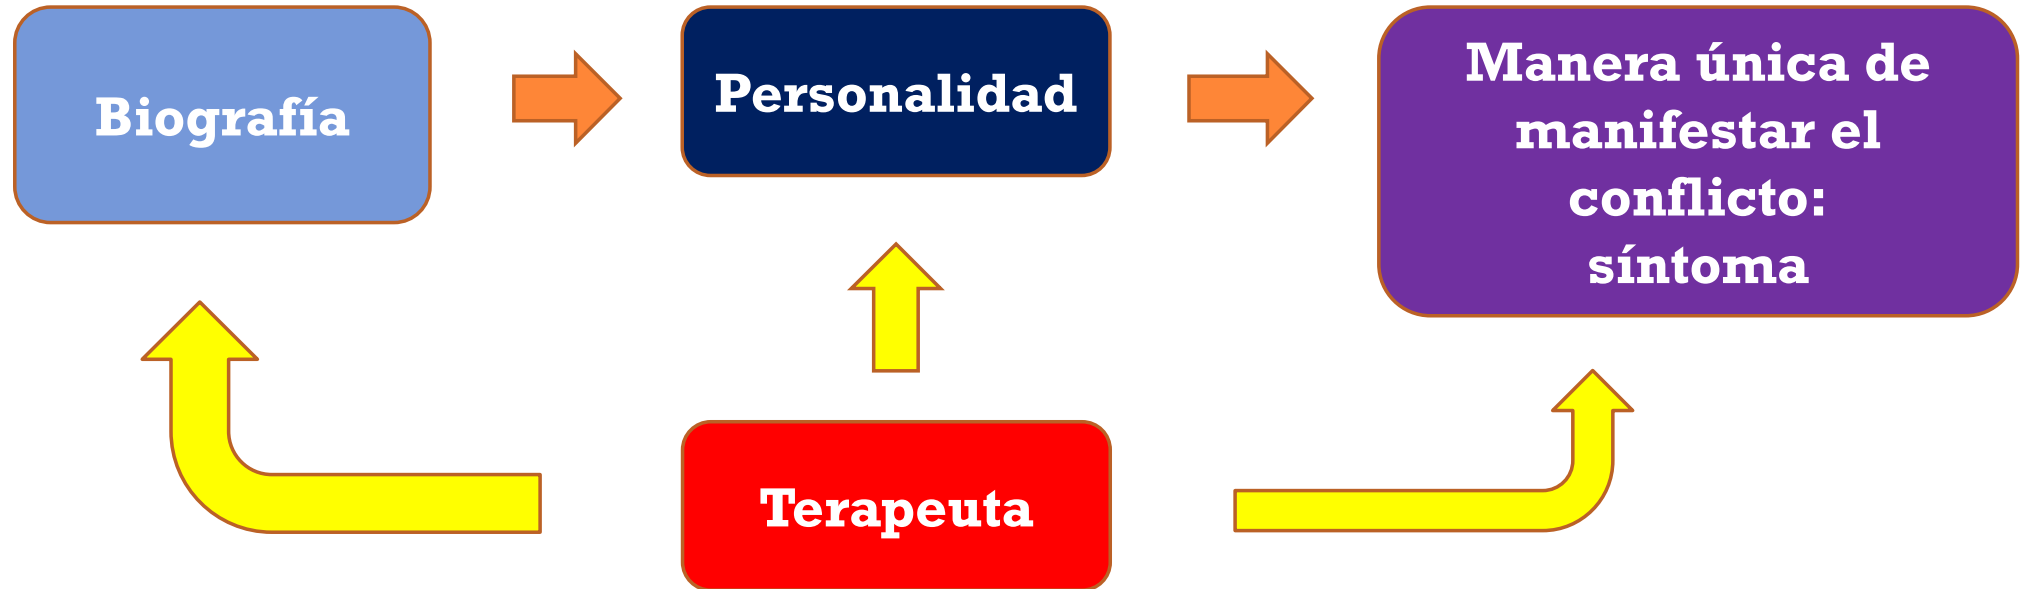 Biografía
Personalidad
Manera única de
manifestar el
conflicto:
síntoma
Terapeuta